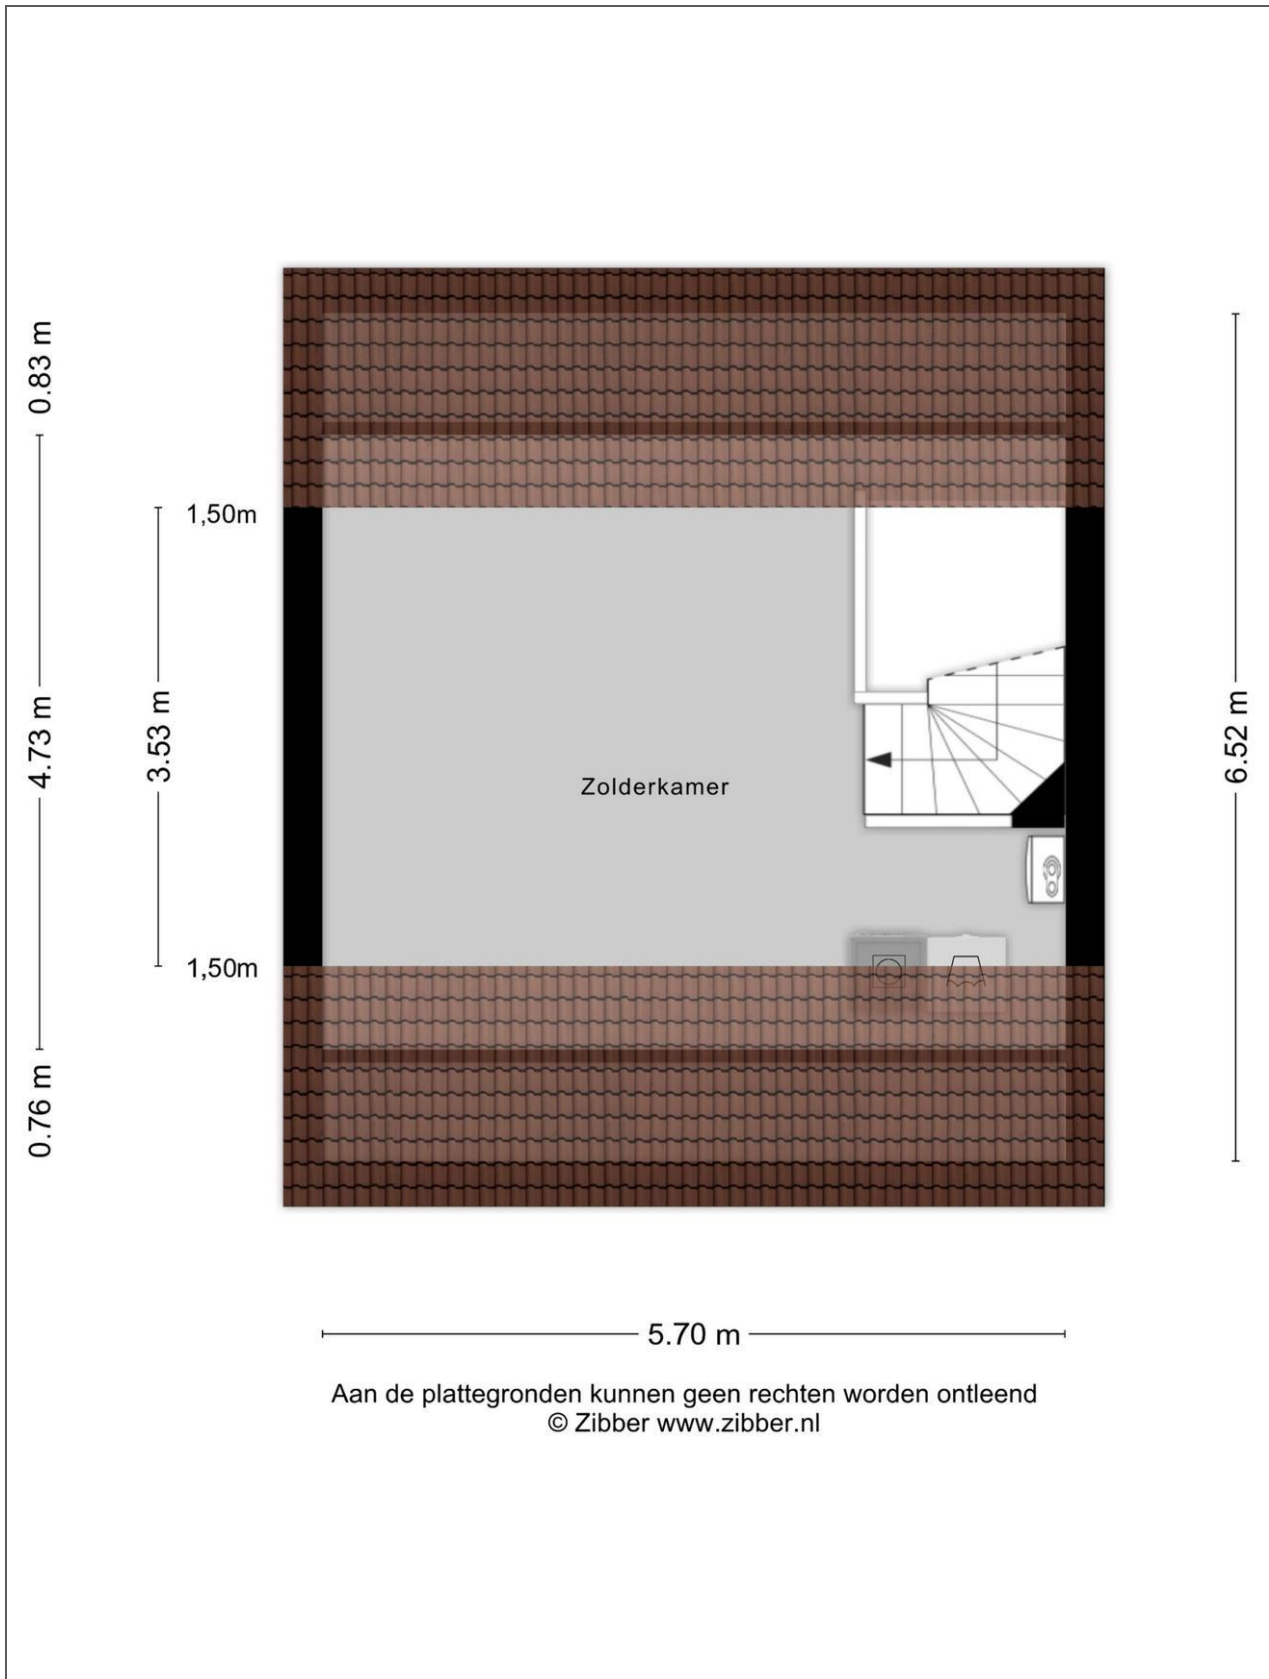 0.83 m
1,50m
4.73 m
3.53 m
6.52 m
Zolderkamer
1,50m
0.76 m
5.70 m
Aan de plattegronden kunnen geen rechten worden ontleend
© Zibber www.zibber.nl